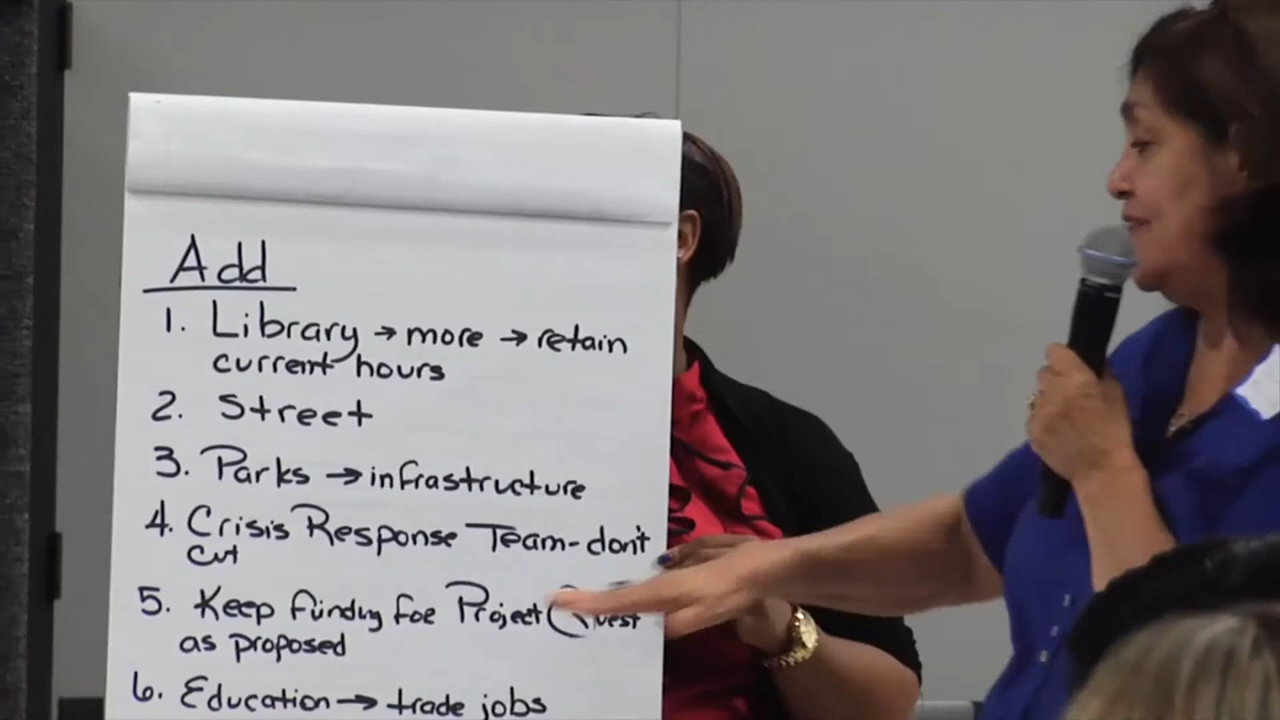 Add
1. Library → more → retain
current hours
2. Street
3. Parks → infrastructure
4. Crisis Response Team - don't
cut
5. Keep funding foe Project Quest
as proposed
6. Education → trade jobs